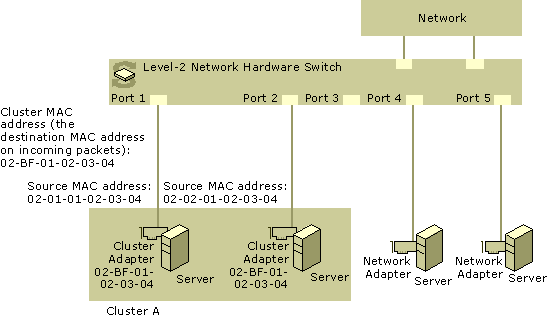 Network
Level-2 Network Hardware Switch
Port 1
Port 2
Port 3
Port 4
Port 5
Cluster MAC
address (the
destination MAC address
on incoming packets):
02-BF-01-02-03-04
Source MAC address:
02-01-01-02-03-04
Source MAC address:
02-02-01-02-03-04
Cluster
Adapter
02-BF-01-
02-03-04
Server
Cluster
Adapter
02-BF-01-
02-03-04
Server
Network
Adapter
Server
Network
Adapter
Server
Cluster A